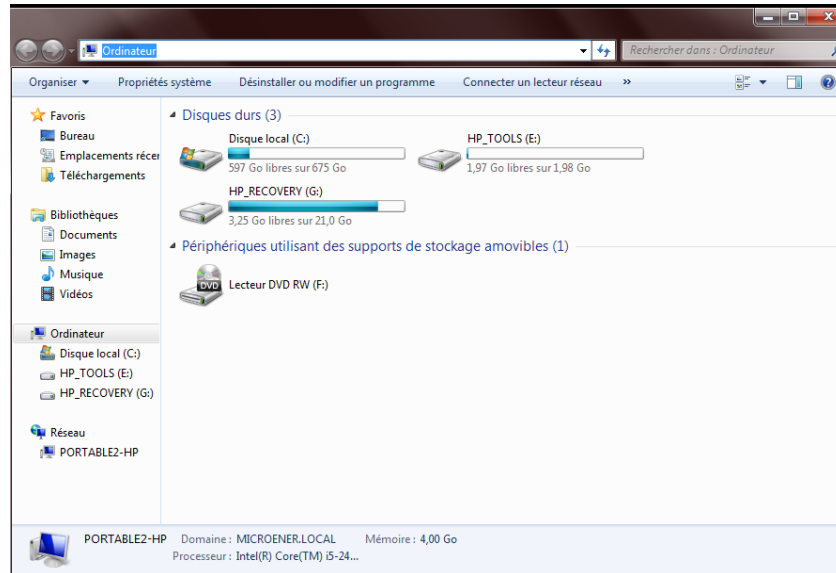 Ordinateur
Rechercher dans : Ordinateur
Organiser
Propriétés système
Désinstaller ou modifier un programme
Connecter un lecteur réseau
»
Favoris
Bureau
Emplacements récer
Téléchargements
Bibliothèques
Documents
Images
Musique
Vidéos
Ordinateur
Disque local (C:)
HP_TOOLS (E:)
HP_RECOVERY (G:)
Réseau
PORTABLE2-HP
Disques durs (3)
Disque local (C:)
597 Go libres sur 675 Go
HP_TOOLS (E:)
1,97 Go libres sur 1,98 Go
HP_RECOVERY (G:)
3,25 Go libres sur 21,0 Go
Périphériques utilisant des supports de stockage amovibles (1)
DVD
Lecteur DVD RW (F:)
PORTABLE2-HP Domaine : MICROENER.LOCAL Mémoire : 4,00 Go
Processeur : Intel(R) Core(TM) i5-24...